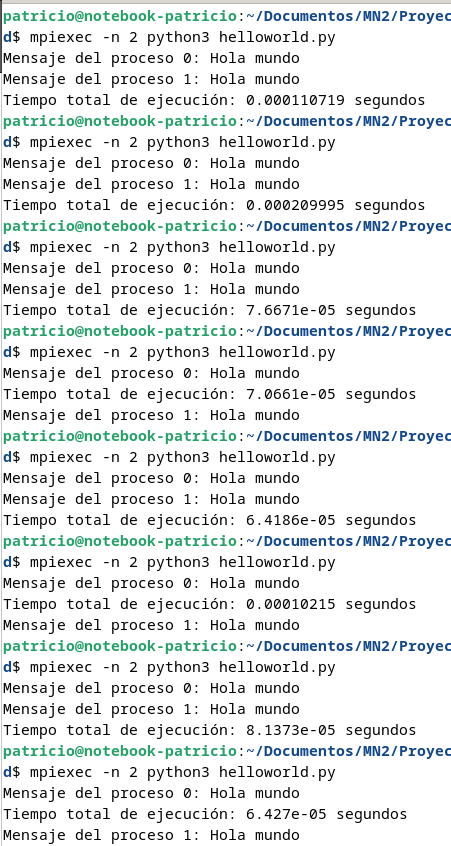 patricio@notebook-patricio:~/Documentos/MN2/Proyec
d$ mpiexec -n 2 python3 helloworld.py
Mensaje del proceso 0: Hola mundo
Mensaje del proceso 1: Hola mundo
Tiempo total de ejecución: 0.000110719 segundos
patricio@notebook-patricio:~/Documentos/MN2/Proyec
d$ mpiexec -n 2 python3 helloworld.py
Mensaje del proceso 0: Hola mundo
Mensaje del proceso 1: Hola mundo
Tiempo total de ejecución: 0.000209995 segundos
patricio@notebook-patricio:~/Documentos/MN2/Proyec
d$ mpiexec -n 2 python3 helloworld.py
Mensaje del proceso 0: Hola mundo
Mensaje del proceso 1: Hola mundo
Tiempo total de ejecución: 7.6671e-05 segundos
patricio@notebook-patricio:~/Documentos/MN2/Proyec
d$ mpiexec -n 2 python3 helloworld.py
Mensaje del proceso 0: Hola mundo
Tiempo total de ejecución: 7.0661e-05 segundos
Mensaje del proceso 1: Hola mundo
patricio@notebook-patricio:~/Documentos/MN2/Proyec
d$ mpiexec -n 2 python3 helloworld.py
Mensaje del proceso 0: Hola mundo
Mensaje del proceso 1: Hola mundo
Tiempo total de ejecución: 6.4186e-05 segundos
patricio@notebook-patricio:~/Documentos/MN2/Proyec
d$ mpiexec -n 2 python3 helloworld.py
Mensaje del proceso 0: Hola mundo
Tiempo total de ejecución: 0.00010215 segundos
Mensaje del proceso 1: Hola mundo
patricio@notebook-patricio:~/Documentos/MN2/Proyec
d$ mpiexec -n 2 python3 helloworld.py
Mensaje del proceso 0: Hola mundo
Mensaje del proceso 1: Hola mundo
Tiempo total de ejecución: 8.1373e-05 segundos
patricio@notebook-patricio:~/Documentos/MN2/Proyec
d$ mpiexec -n 2 python3 helloworld.py
Mensaje del proceso 0: Hola mundo
Tiempo total de ejecución: 6.427e-05 segundos
Mensaje del proceso 1: Hola mundo